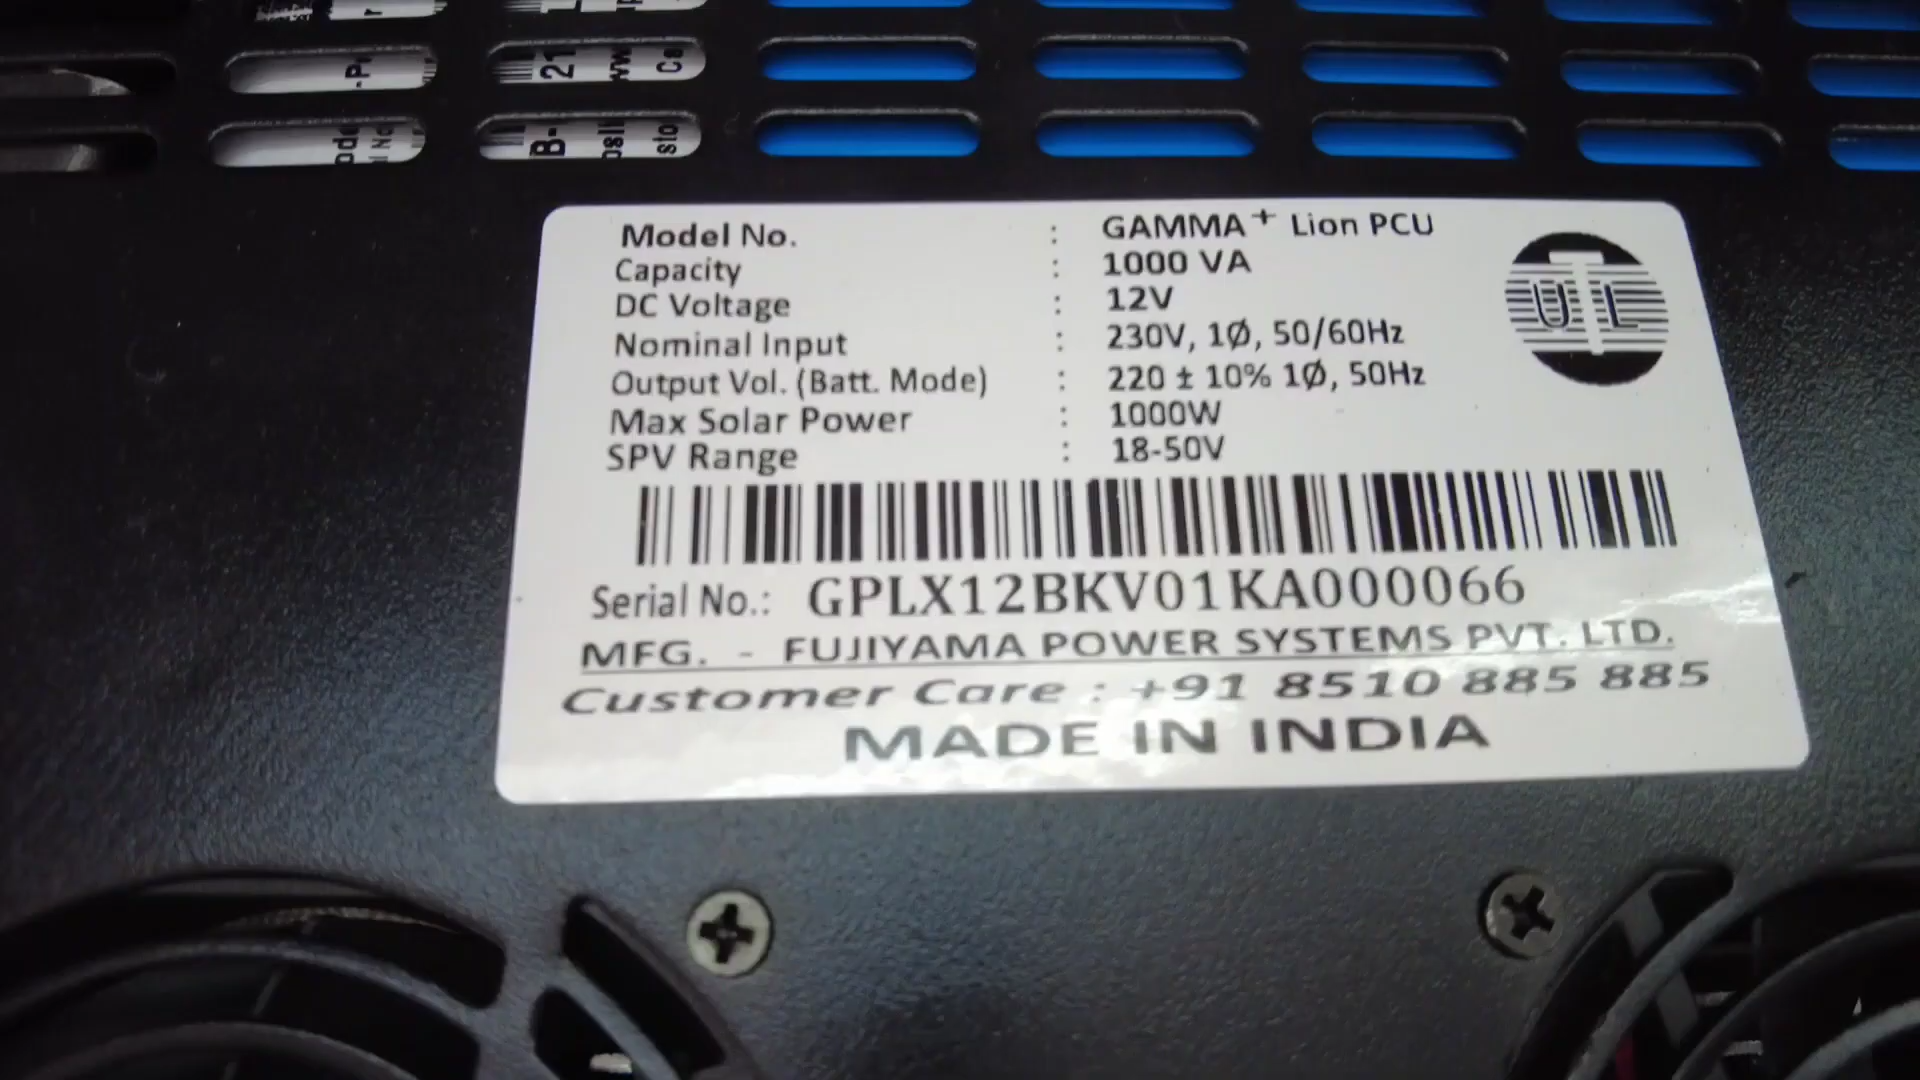 Model No. : GAMMA+ Lion PCU
Capacity : 1000 VA
DC Voltage : 12V
Nominal Input : 230V, 1Ø, 50/60Hz
Output Vol. (Batt. Mode) : 220 ± 10% 1Ø, 50Hz
Max Solar Power : 1000W
SPV Range : 18-50V
UTL
Serial No.: GPLX12BKV01KA000066
MFG. - FUJIYAMA POWER SYSTEMS PVT. LTD.
Customer Care : +91 8510 885 885
MADE IN INDIA